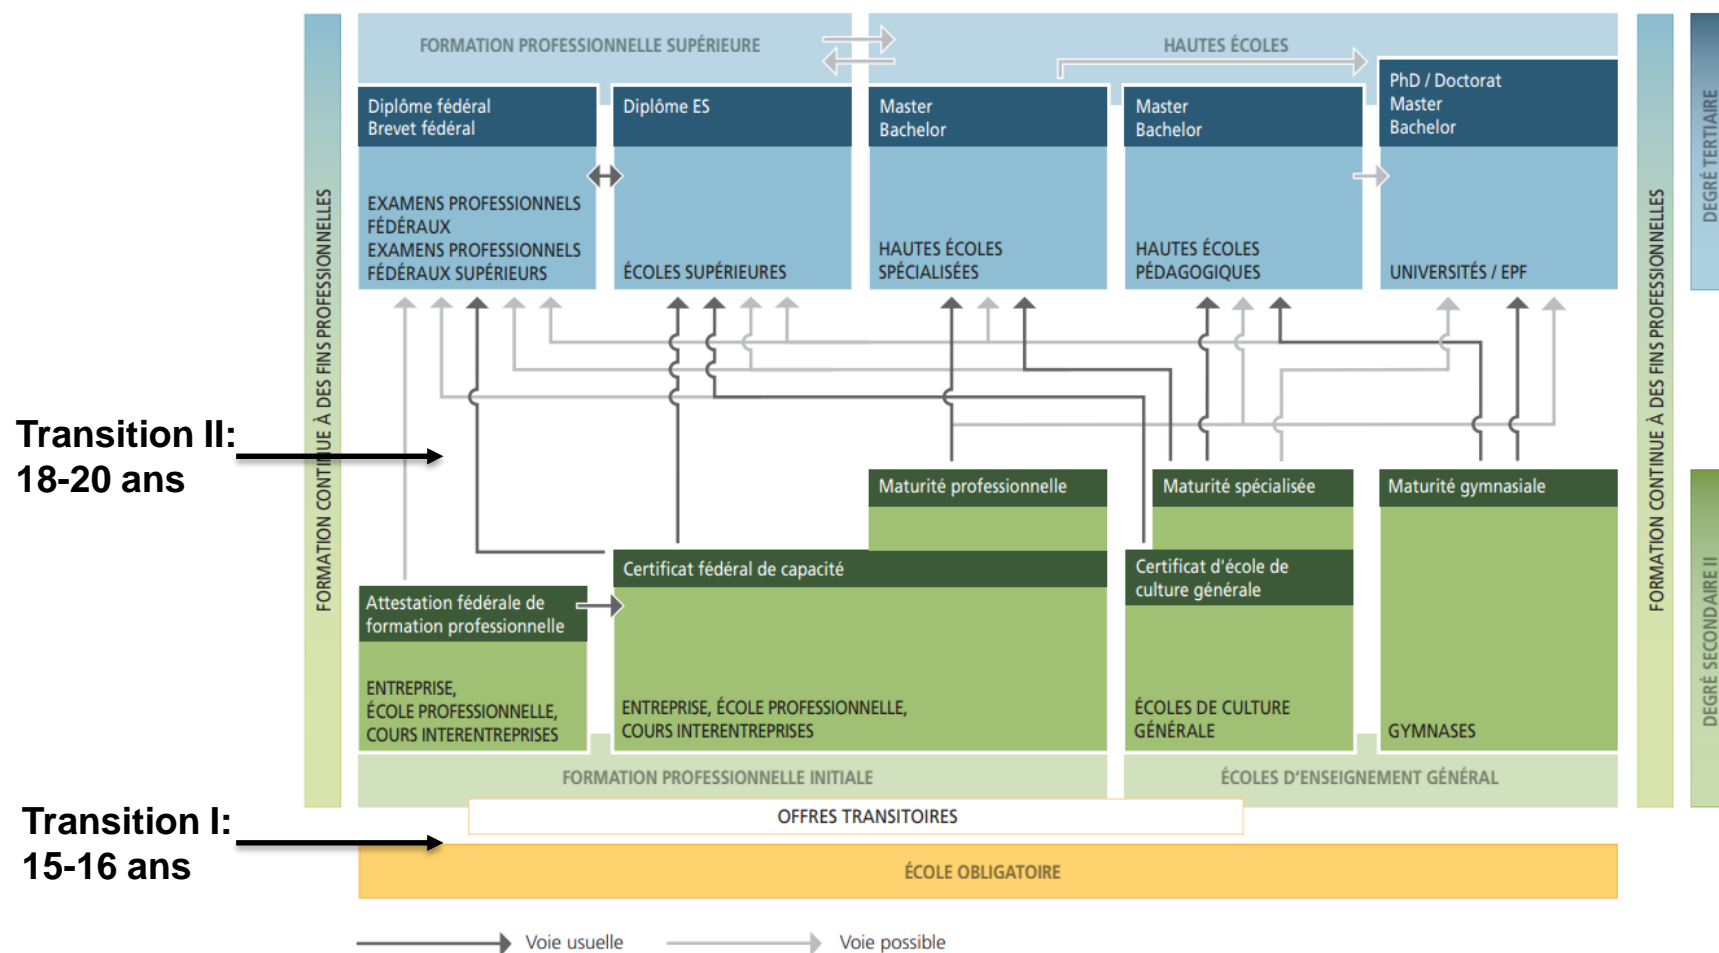 FORMATION PROFESSIONNELLE SUPÉRIEURE
HAUTES ÉCOLES
Diplôme fédéral
Brevet fédéral
Diplôme ES
Master
Bachelor
Master
Bachelor
PhD / Doctorat
Master
Bachelor
EXAMENS PROFESSIONNELS
FÉDÉRAUX
EXAMENS PROFESSIONNELS
FÉDÉRAUX SUPÉRIEURS
ÉCOLES SUPÉRIEURES
HAUTES ÉCOLES
SPÉCIALISÉES
HAUTES ÉCOLES
PÉDAGOGIQUES
UNIVERSITÉS / EPF
FORMATION CONTINUE À DES FINS PROFESSIONNELLES
FORMATION CONTINUE À DES FINS PROFESSIONNELLES
DEGRÉ TERTIAIRE
DEGRÉ SECONDAIRE II
Transition II:
18-20 ans
Maturité professionnelle
Maturité spécialisée
Maturité gymnasiale
Certificat fédéral de capacité
Certificat d'école de
culture générale
Attestation fédérale de
formation professionnelle
ENTREPRISE,
ÉCOLE PROFESSIONNELLE,
COURS INTERENTREPRISES
ENTREPRISE, ÉCOLE PROFESSIONNELLE,
COURS INTERENTREPRISES
ÉCOLES DE CULTURE
GÉNÉRALE
GYMNASES
FORMATION PROFESSIONNELLE INITIALE
ÉCOLES D'ENSEIGNEMENT GÉNÉRAL
OFFRES TRANSITOIRES
Transition I:
15-16 ans
ÉCOLE OBLIGATOIRE
Voie usuelle
Voie possible